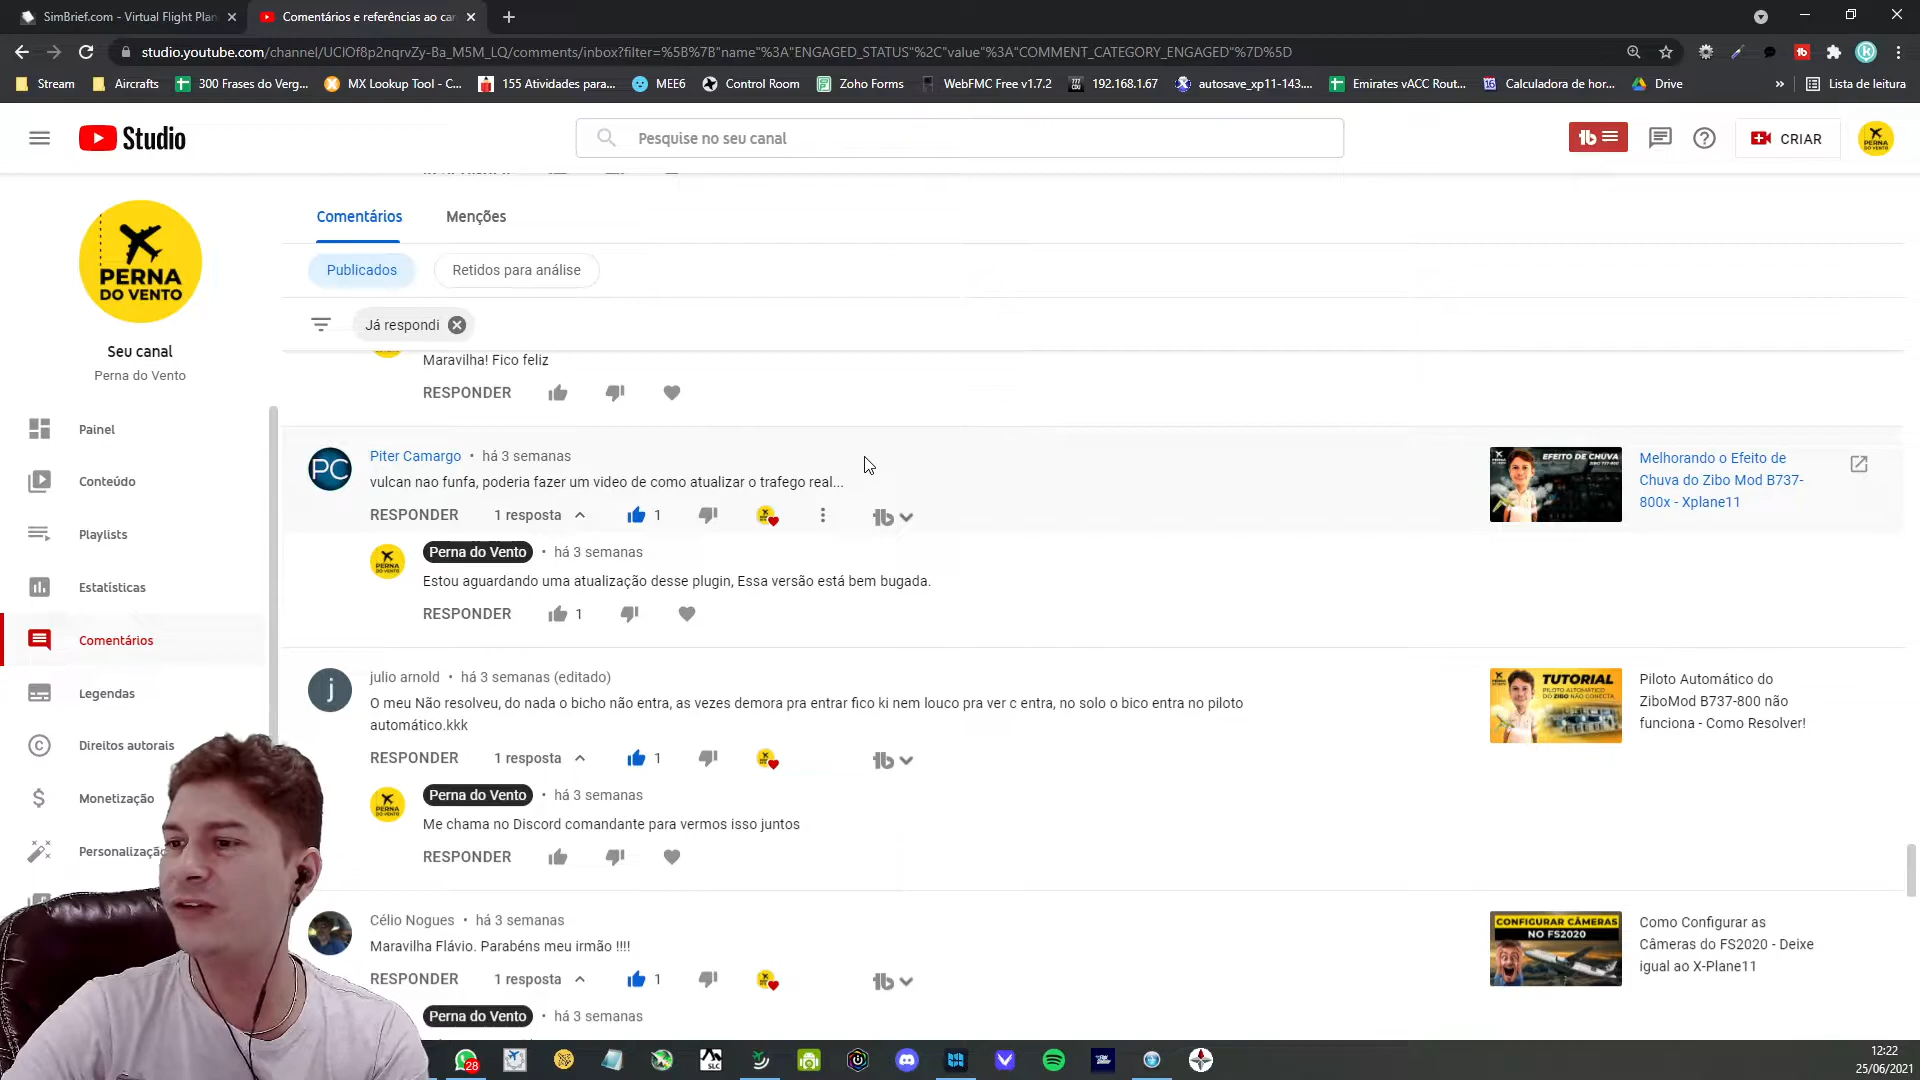 SimBrief.com - Virtual Flight Plan
Comentários e referências ao car
studio.youtube.com/channel/UClOf8p2nqrvZy-Ba_M5M_LQ/comments/inbox?filter=%5B%7B"name"%3A"ENGAGED_STATUS"%2C"value"%3A"COMMENT_CATEGORY_ENGAGED"%7D%5D
Stream
Aircrafts
300 Frases do Verg...
MX Lookup Tool - C...
155 Atividades para...
MEE6
Control Room
Zoho Forms
WebFMC Free v1.7.2
192.168.1.67
autosave_xp11-143....
Emirates vACC Rout...
Calculadora de hor...
Drive
»
Lista de leitura
Studio
Pesquise no seu canal
CRIAR
PERNA
DO VENTO
Seu canal
Perna do Vento
Painel
Conteúdo
Playlists
Estatísticas
Comentários
Legendas
Direitos autorais
Monetização
Personalização
Comentários
Menções
Publicados
Retidos para análise
Já respondi
Maravilha! Fico feliz
RESPONDER
PC
Piter Camargo • há 3 semanas
vulcan nao funfa, poderia fazer um video de como atualizar o trafego real...
RESPONDER 1 resposta 1
EFEITO DE CHUVA
Melhorando o Efeito de
Chuva do Zibo Mod B737-
800x - Xplane11
Perna do Vento • há 3 semanas
Estou aguardando uma atualização desse plugin, Essa versão está bem bugada.
RESPONDER 1
j
julio arnold • há 3 semanas (editado)
O meu Não resolveu, do nada o bicho não entra, as vezes demora pra entrar fico ki nem louco pra ver c entra, no solo o bico entra no piloto
automático.kkk
RESPONDER 1 resposta 1
TUTORIAL
Piloto Automático do
ZiboMod B737-800 não
funciona - Como Resolver!
Perna do Vento • há 3 semanas
Me chama no Discord comandante para vermos isso juntos
RESPONDER
Célio Nogues • há 3 semanas
Maravilha Flávio. Parabéns meu irmão !!!!
RESPONDER 1 resposta 1
CONFIGURAR CÂMERAS
NO FS2020
Como Configurar as
Câmeras do FS2020 - Deixe
igual ao X-Plane11
Perna do Vento • há 3 semanas
28
SLC
12:22
25/06/2021